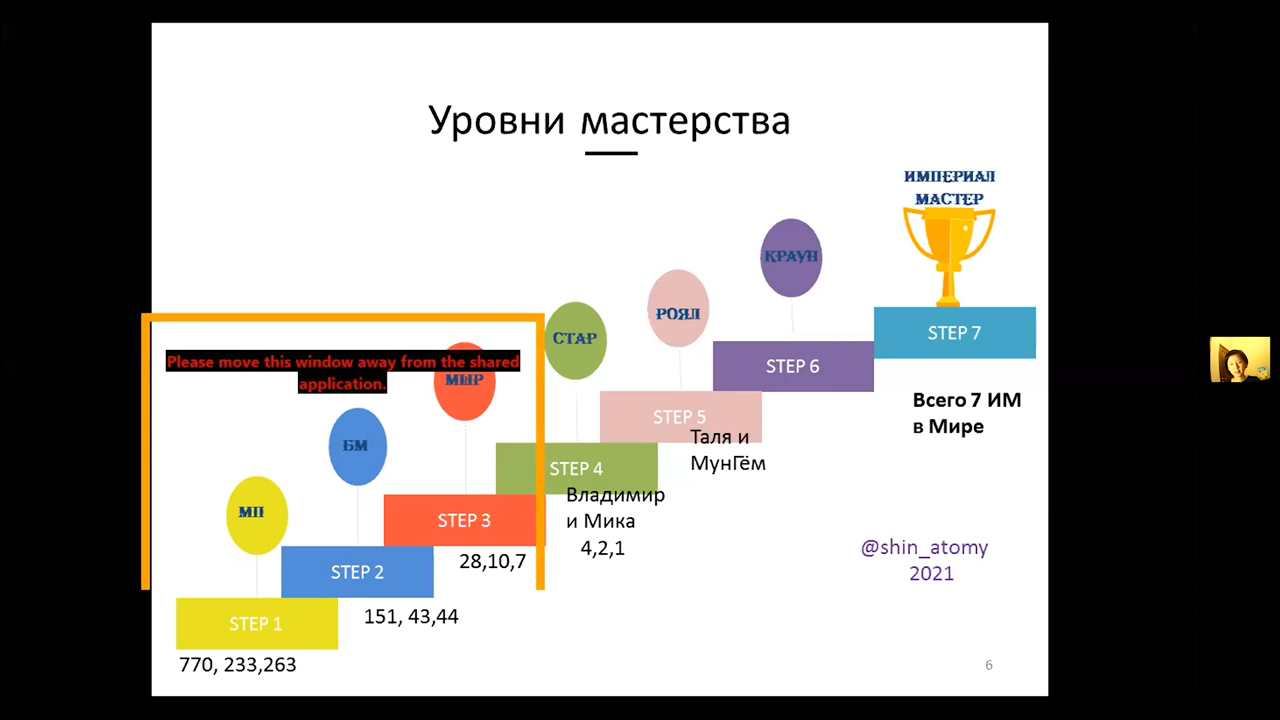 Уровни мастерства
ИМПЕРИАЛ
МАСТЕР
КРАУН
РОЯЛ
СТАР
Please move this window away from the shared
application.
БМ
МП
STEP 7
STEP 6
STEP 5
STEP 4
STEP 3
STEP 2
STEP 1
Всего 7 ИМ
в Мире
Таля и
МунГём
Владимир
и Мика
4,2,1
28,10,7
151, 43,44
770, 233,263
@shin_atomy
2021
6